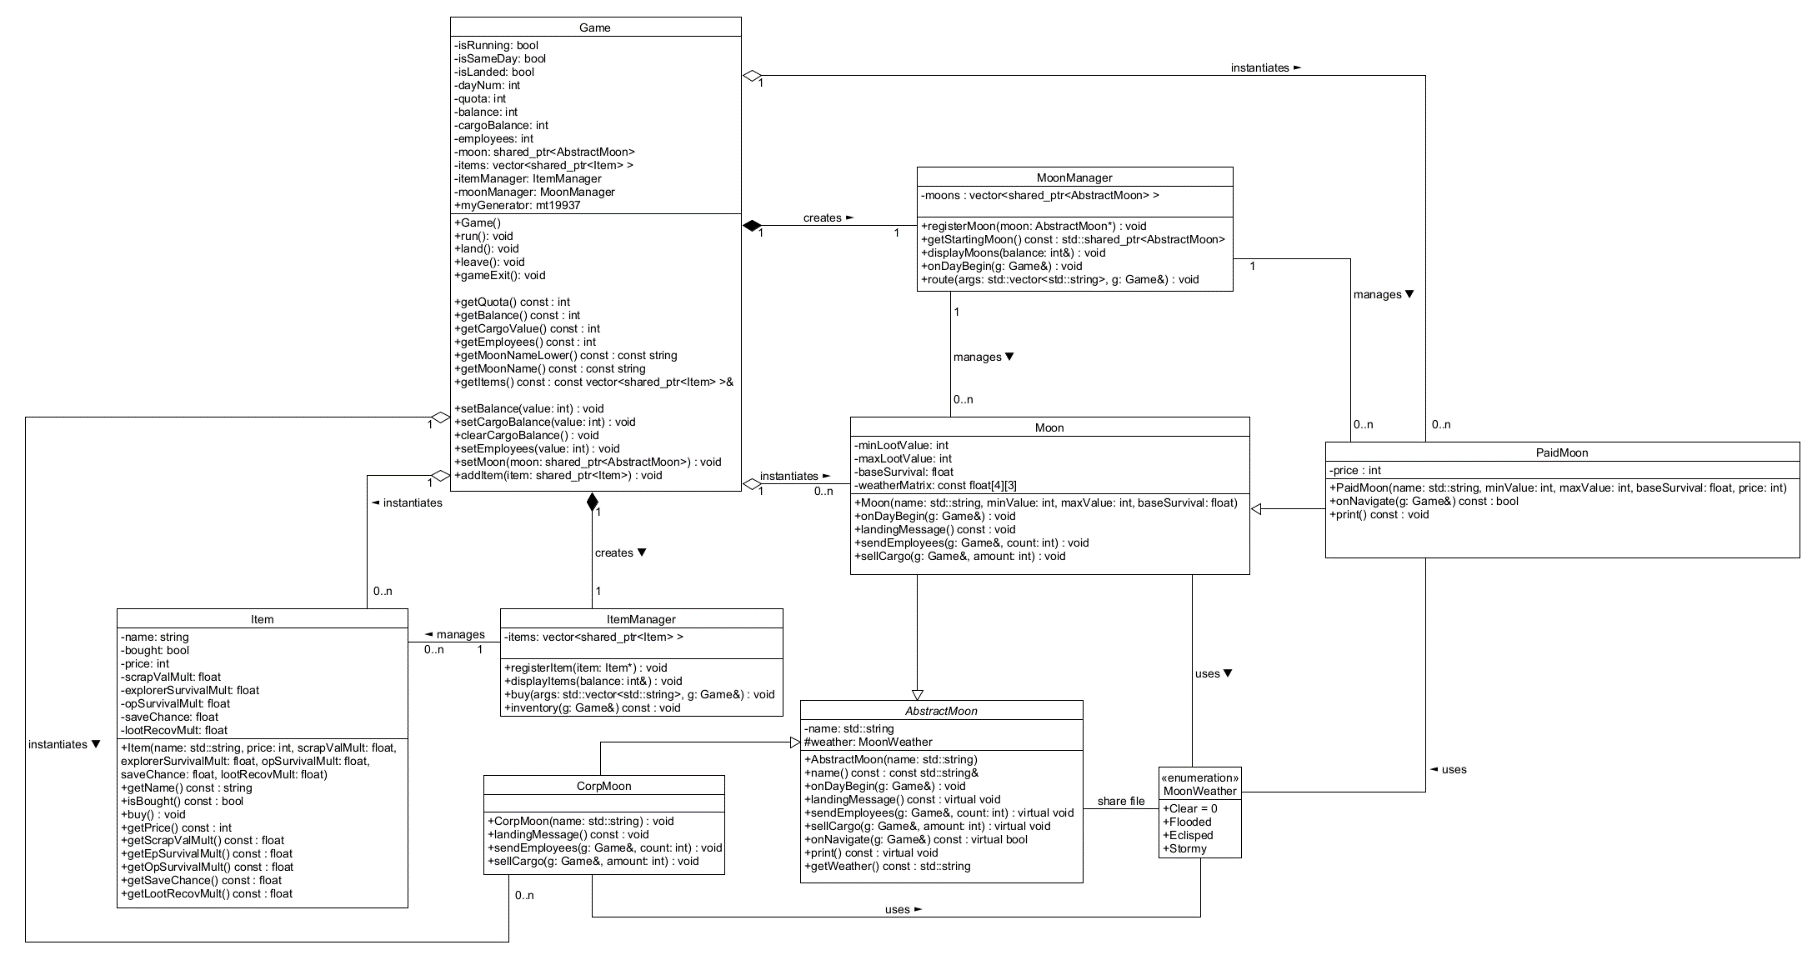 Game
-isRunning: bool
-isSameDay: bool
-isLanded: bool
-dayNum: int
-quota: int
-balance: int
-cargoBalance: int
-employees: int
-moon: shared_ptr<AbstractMoon>
-items: vector<shared_ptr<Item> >
-itemManager: ItemManager
-moonManager: MoonManager
+myGenerator: mt19937
+Game()
+run(): void
+land(): void
+leave(): void
+gameExit(): void
+getQuota() const : int
+getBalance() const : int
+getCargoValue() const : int
+getEmployees() const : int
+getMoonNameLower() const : const string
+getMoonName() const : const string
+getItems() const : const vector<shared_ptr<Item> >&
+setBalance(value: int) : void
+setCargoBalance(value: int) : void
+clearCargoBalance() : void
+setEmployees(value: int) : void
+setMoon(moon: shared_ptr<AbstractMoon>) : void
+addItem(item: shared_ptr<Item>) : void
1
instantiates ►
0..n
1
creates ►
1
MoonManager
-moons : vector<shared_ptr<AbstractMoon> >
+registerMoon(moon: AbstractMoon*) : void
+getStartingMoon() const : std::shared_ptr<AbstractMoon>
+displayMoons(balance: int&) : void
+onDayBegin(g: Game&) : void
+route(args: std::vector<std::string>, g: Game&) : void
1
manages ▼
0..n
1
manages ▼
0..n
1
instantiates ►
0..n
Moon
-minLootValue: int
-maxLootValue: int
-baseSurvival: float
-weatherMatrix: const float[4][3]
+Moon(name: std::string, minValue: int, maxValue: int, baseSurvival: float)
+onDayBegin(g: Game&) : void
+landingMessage() const : void
+sendEmployees(g: Game&, count: int) : void
+sellCargo(g: Game&, amount: int) : void
PaidMoon
-price : int
+PaidMoon(name: std::string, minValue: int, maxValue: int, baseSurvival: float, price: int)
+onNavigate(g: Game&) const : bool
+print() const : void
1
1
◄ instantiates
0..n
1
creates ▼
1
instantiates ▼
Item
-name: string
-bought: bool
-price: int
-scrapValMult: float
-explorerSurvivalMult: float
-opSurvivalMult: float
-saveChance: float
-lootRecovMult: float
+Item(name: std::string, price: int, scrapValMult: float,
explorerSurvivalMult: float, opSurvivalMult: float,
saveChance: float, lootRecovMult: float)
+getName() const : string
+isBought() const : bool
+buy() : void
+getPrice() const : int
+getScrapValMult() const : float
+getEpSurvivalMult() const : float
+getOpSurvivalMult() const : float
+getSaveChance() const : float
+getLootRecovMult() const : float
◄ manages
0..n
1
ItemManager
-items: vector<shared_ptr<Item> >
+registerItem(item: Item*) : void
+displayItems(balance: int&) : void
+buy(args: std::vector<std::string>, g: Game&) : void
+inventory(g: Game&) const : void
CorpMoon
+CorpMoon(name: std::string) : void
+landingMessage() const : void
+sendEmployees(g: Game&, count: int) : void
+sellCargo(g: Game&, amount: int) : void
0..n
uses ►
AbstractMoon
-name: std::string
#weather: MoonWeather
+AbstractMoon(name: std::string)
+name() const : const std::string&
+onDayBegin(g: Game&) : void
+landingMessage() const : virtual void
+sendEmployees(g: Game&, count: int) : virtual void
+sellCargo(g: Game&, amount: int) : virtual void
+onNavigate(g: Game&) const : virtual bool
+print() const : virtual void
+getWeather() const : std::string
share file
uses ▼
◄ uses
«enumeration»
MoonWeather
+Clear = 0
+Flooded
+Eclisped
+Stormy